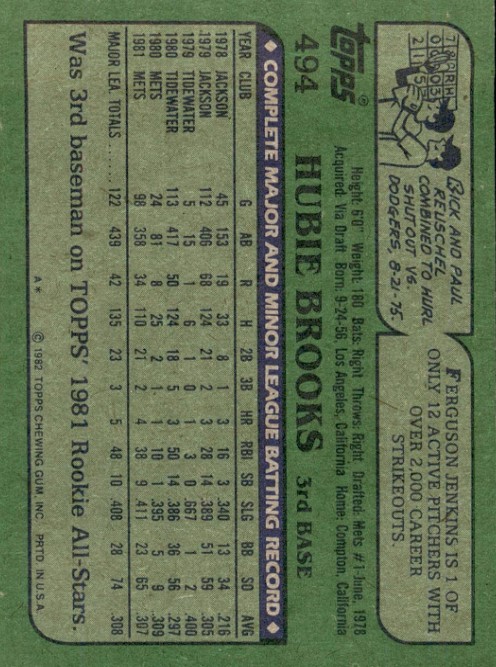 7 8 9 R H
RICK AND PAUL
REUSCHEL
COMBINED TO HURL
SHUTOUT VS.
DODGERS, 8-21-75.
FERGUSON JENKINS IS 1 OF
ONLY 12 ACTIVE PITCHERS WITH
OVER 2,000 CAREER
STRIKEOUTS.
TOPPS®
494 HUBIE BROOKS 3rd BASE
Height: 6'0" Weight: 180 Bats: Right Throws: Right Drafted: Mets #1-June, 1978
Acquired: Via Draft Born: 9-24-56, Los Angeles, California Home: Compton, California
COMPLETE MAJOR AND MINOR LEAGUE BATTING RECORD
YEAR CLUB G AB R H 2B 3B HR RBI SB SLG BB SO AVG
1978 JACKSON 45 153 19 33 8 1 3 16 3 .340 13 34 .216
1979 JACKSON 112 406 68 124 21 2 3 28 14 .389 51 59 .305
1979 TIDEWATER 5 15 1 6 1 0 1 3 0 .667 1 2 .400
1980 TIDEWATER 113 417 50 124 18 5 3 50 14 .386 36 56 .297
1980 METS 24 81 8 25 2 1 1 10 1 .395 5 9 .309
1981 METS 98 358 34 110 21 2 4 38 9 .411 23 65 .307
MAJOR LEA. TOTALS ...... 122 439 42 135 23 3 5 48 10 .408 28 74 .308
Was 3rd baseman on TOPPS' 1981 Rookie All-Stars.
A* © 1982 TOPPS CHEWING GUM, INC. PRTD. IN U.S.A.